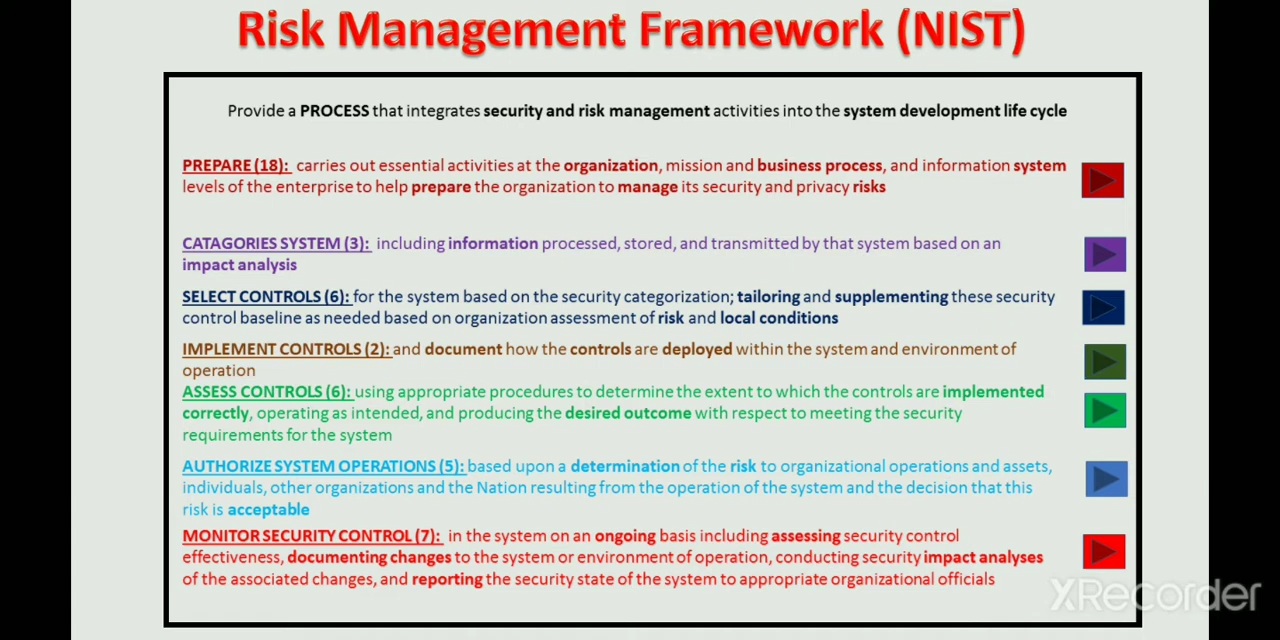 Risk Management Framework (NIST)
Provide a PROCESS that integrates security and risk management activities into the system development life cycle
PREPARE (18): carries out essential activities at the organization, mission and business process, and information system
levels of the enterprise to help prepare the organization to manage its security and privacy risks
CATAGORIES SYSTEM (3): including information processed, stored, and transmitted by that system based on an
impact analysis
SELECT CONTROLS (6): for the system based on the security categorization; tailoring and supplementing these security
control baseline as needed based on organization assessment of risk and local conditions
IMPLEMENT CONTROLS (2): and document how the controls are deployed within the system and environment of
operation
ASSESS CONTROLS (6): using appropriate procedures to determine the extent to which the controls are implemented
correctly, operating as intended, and producing the desired outcome with respect to meeting the security
requirements for the system
AUTHORIZE SYSTEM OPERATIONS (5): based upon a determination of the risk to organizational operations and assets,
individuals, other organizations and the Nation resulting from the operation of the system and the decision that this
risk is acceptable
MONITOR SECURITY CONTROL (7): in the system on an ongoing basis including assessing security control
effectiveness, documenting changes to the system or environment of operation, conducting security impact analyses
of the associated changes, and reporting the security state of the system to appropriate organizational officials
XRecorder